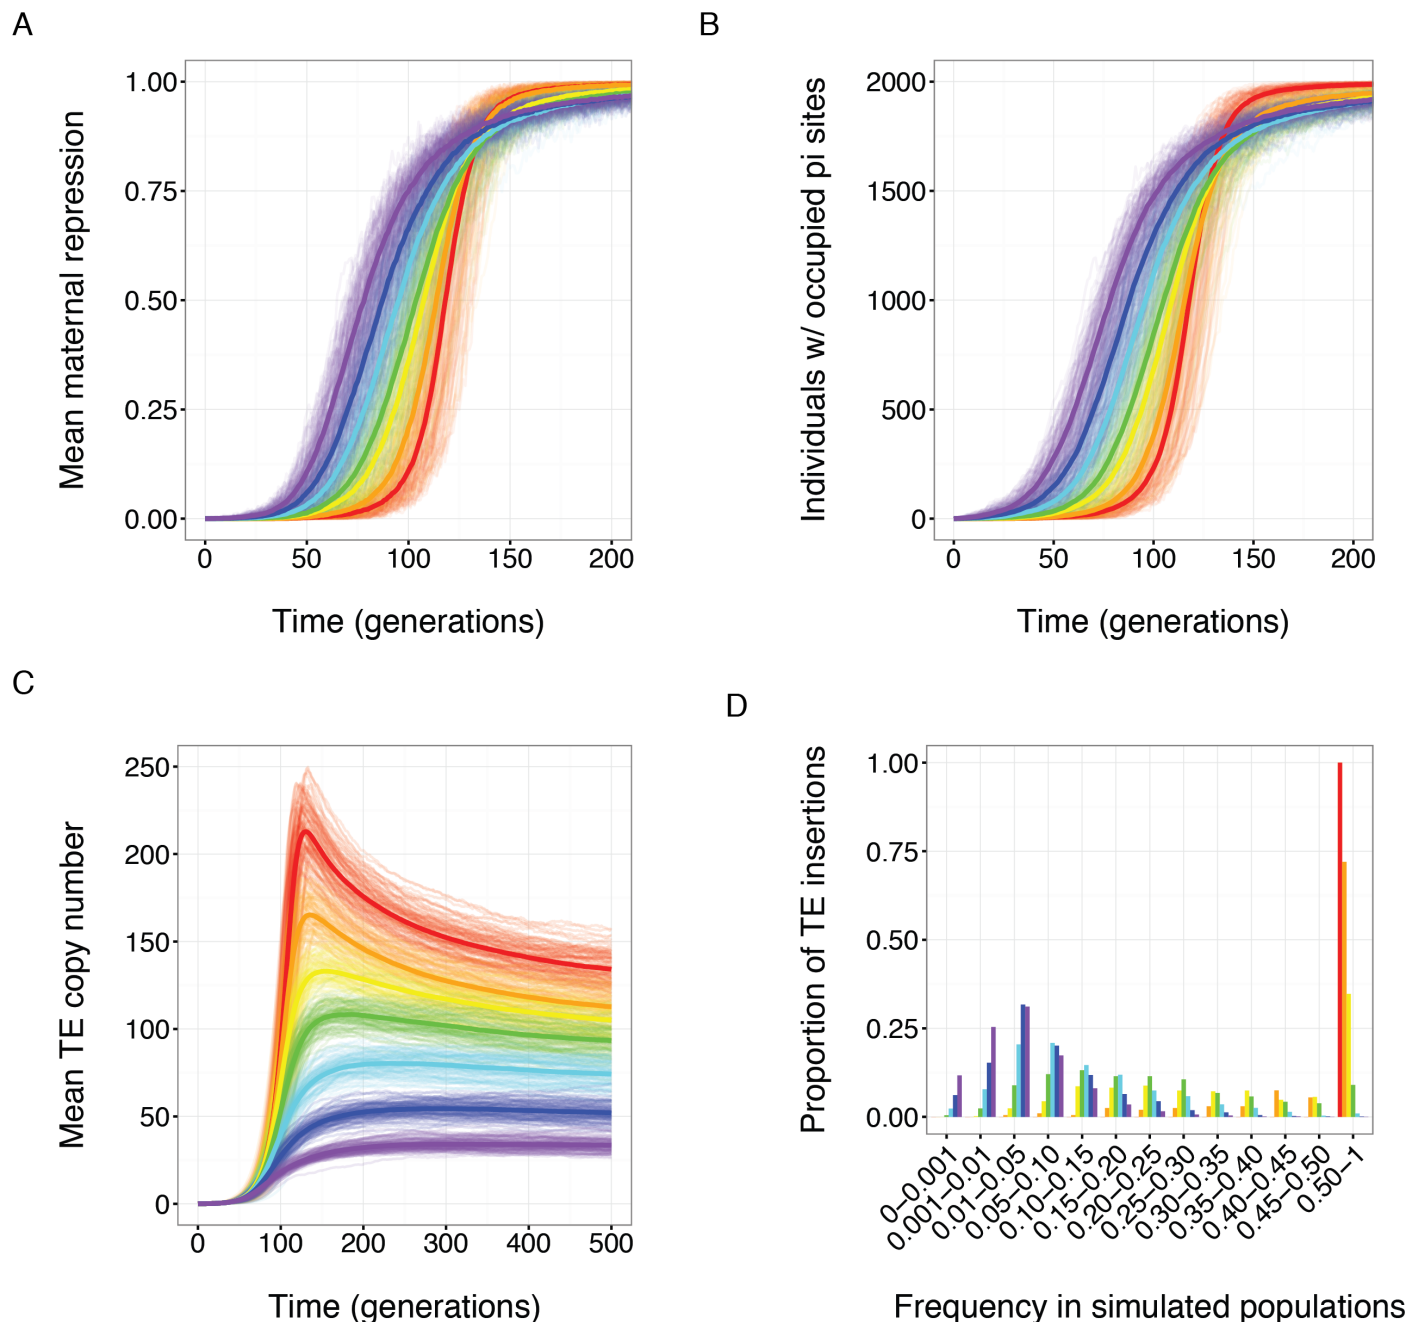 A
Mean maternal repression
1.00
0.75
0.50
0.25
0.00
0 50 100 150 200
Time (generations)
B
Individuals w/ occupied pi sites
2000
1500
1000
500
0
0 50 100 150 200
Time (generations)
C
Mean TE copy number
250
200
150
100
50
0
0 100 200 300 400 500
Time (generations)
D
Proportion of TE insertions
1.00
0.75
0.50
0.25
0.00
0−0.001
0.001−0.01
0.01−0.05
0.05−0.10
0.10−0.15
0.15−0.20
0.20−0.25
0.25−0.30
0.30−0.35
0.35−0.40
0.40−0.45
0.45−0.50
0.50−1
Frequency in simulated populations